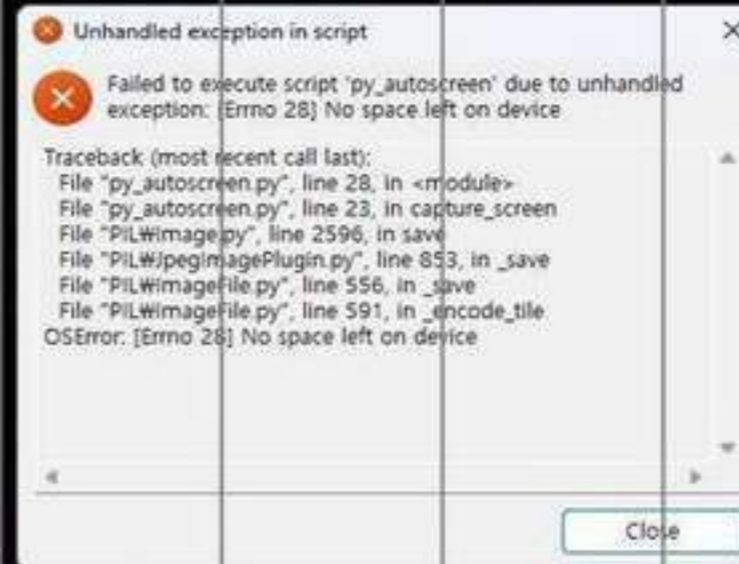 Unhandled exception in script
Failed to execute script 'py_autoscreen' due to unhandled
exception: [Errno 28] No space left on device
Traceback (most recent call last):
File "py_autoscreen.py", line 28, in <module>
File "py_autoscreen.py", line 23, in capture_screen
File "PIL₩Image.py", line 2596, in save
File "PIL₩JpegImagePlugin.py", line 853, in _save
File "PIL₩ImageFile.py", line 556, in _save
File "PIL₩ImageFile.py", line 591, in _encode_tile
OSError: [Errno 28] No space left on device
Close